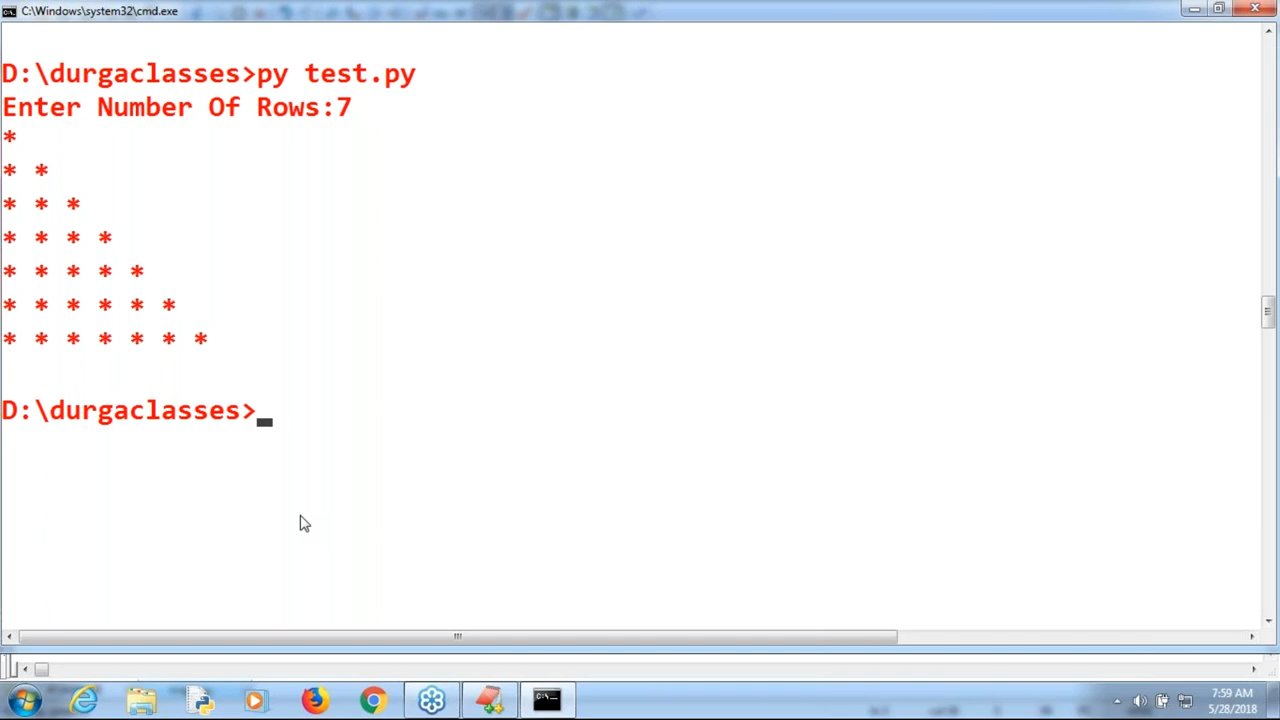 C:\Windows\system32\cmd.exe
D:\durgaclasses>py test.py
Enter Number Of Rows:7
*
* *
* * *
* * * *
* * * * *
* * * * * *
* * * * * * *
D:\durgaclasses>
7:59 AM
5/28/2018